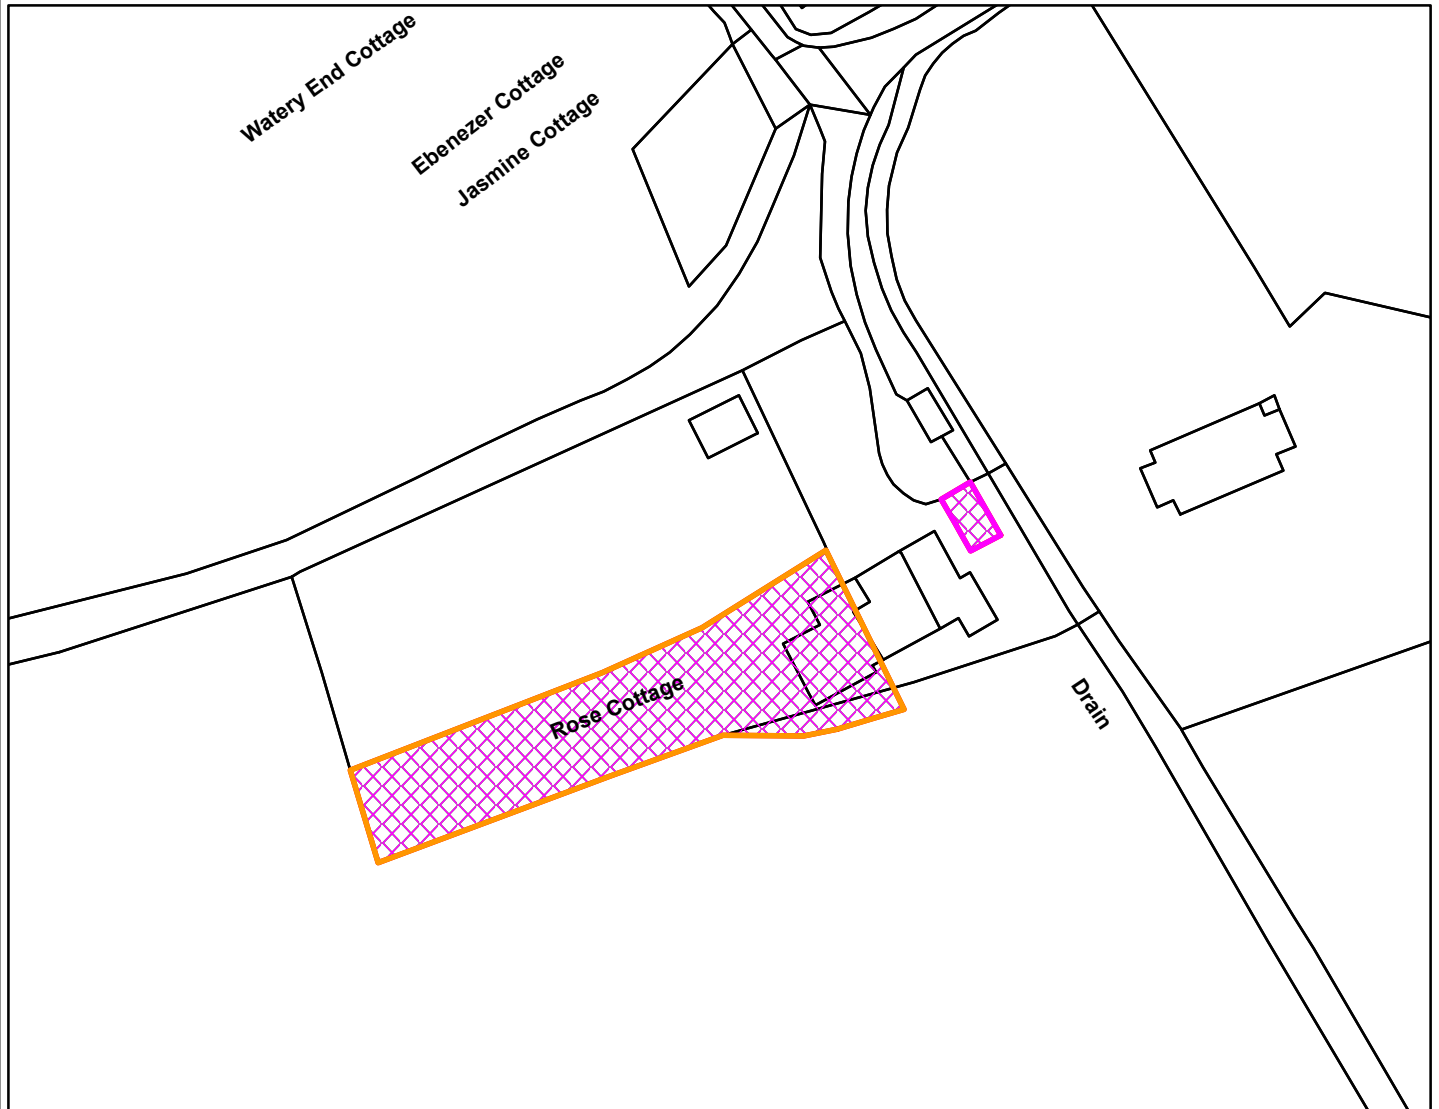 Watery End Cottage
Ebenezer Cottage
Jasmine Cottage
Rose Cottage
Drain